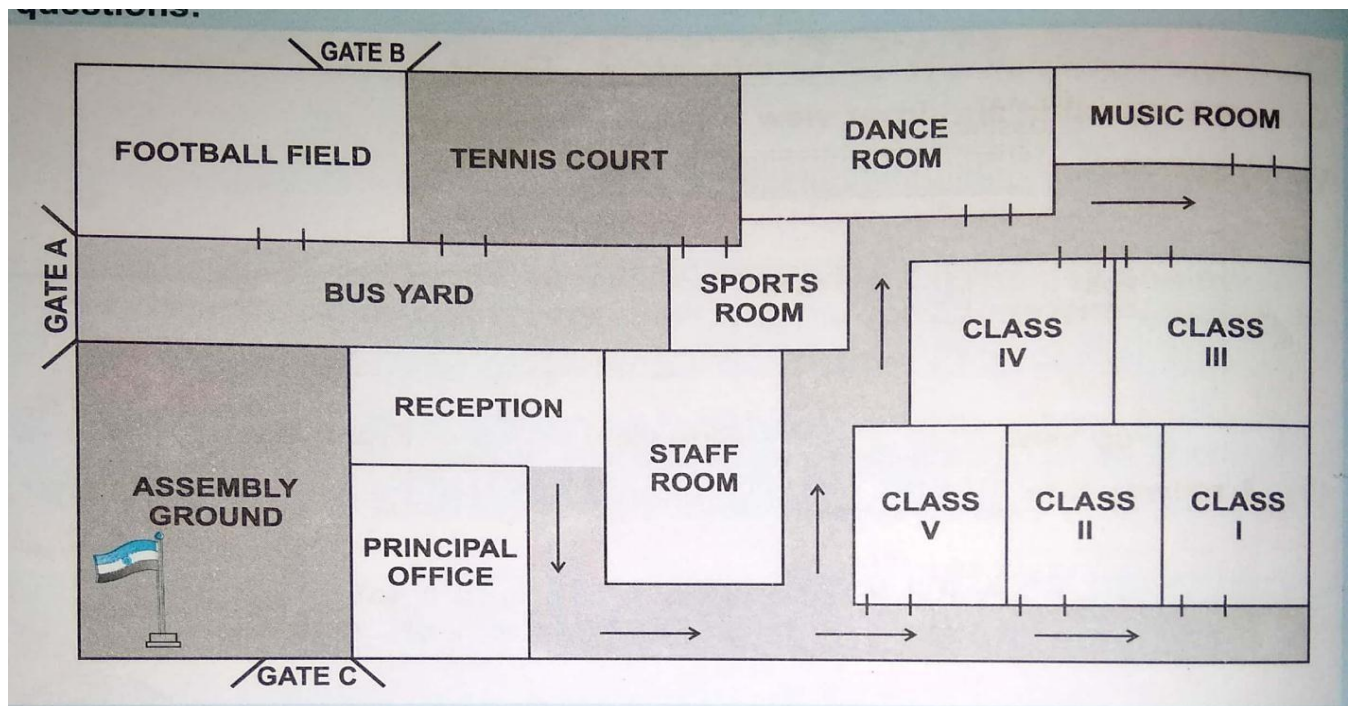 questions:
GATE B
FOOTBALL FIELD
TENNIS COURT
DANCE
ROOM
MUSIC ROOM
GATE A
BUS YARD
SPORTS
ROOM
CLASS
IV
CLASS
III
RECEPTION
STAFF
ROOM
ASSEMBLY
GROUND
PRINCIPAL
OFFICE
CLASS
V
CLASS
II
CLASS
I
GATE C